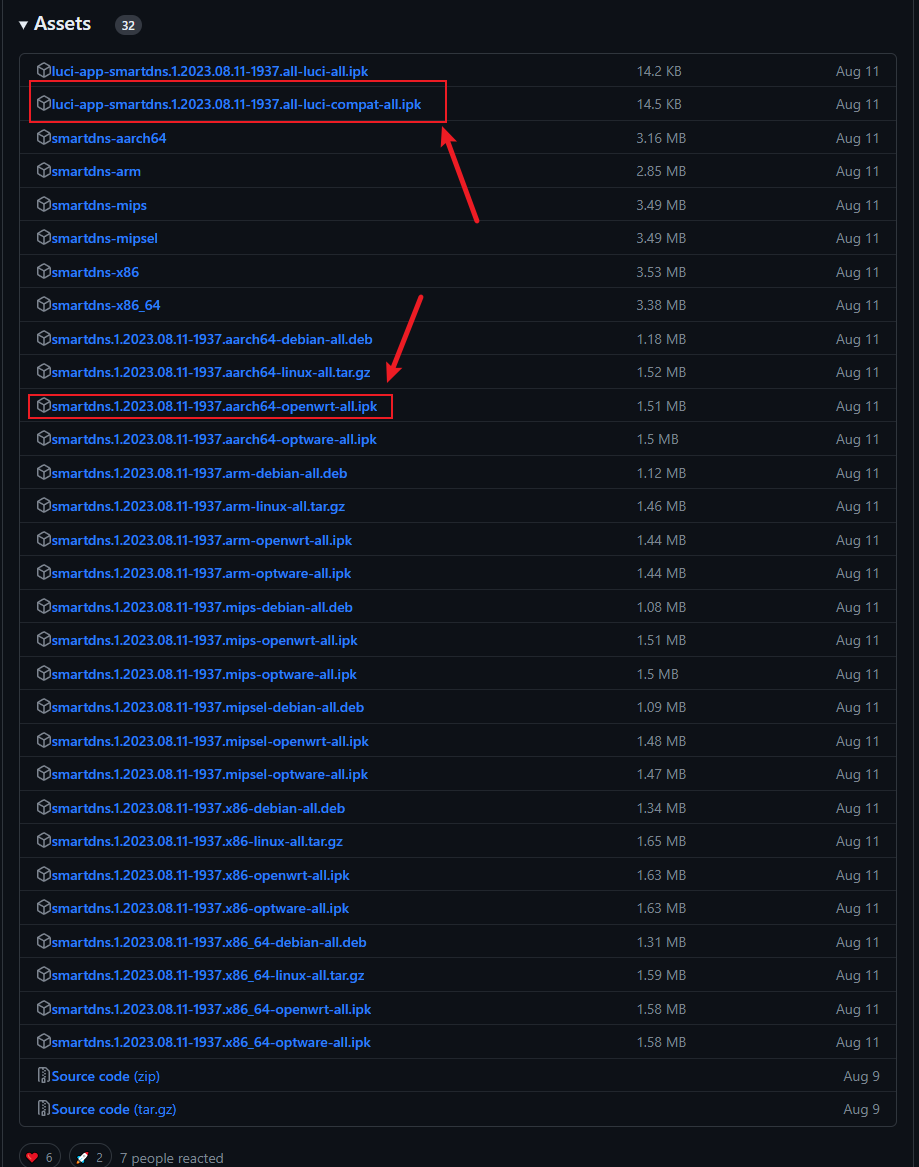 Assets 32
luci-app-smartdns.1.2023.08.11-1937.all-luci-all.ipk 14.2 KB Aug 11
luci-app-smartdns.1.2023.08.11-1937.all-luci-compat-all.ipk 14.5 KB Aug 11
smartdns-aarch64 3.16 MB Aug 11
smartdns-arm 2.85 MB Aug 11
smartdns-mips 3.49 MB Aug 11
smartdns-mipsel 3.49 MB Aug 11
smartdns-x86 3.53 MB Aug 11
smartdns-x86_64 3.38 MB Aug 11
smartdns.1.2023.08.11-1937.aarch64-debian-all.deb 1.18 MB Aug 11
smartdns.1.2023.08.11-1937.aarch64-linux-all.tar.gz 1.52 MB Aug 11
smartdns.1.2023.08.11-1937.aarch64-openwrt-all.ipk 1.51 MB Aug 11
smartdns.1.2023.08.11-1937.aarch64-optware-all.ipk 1.5 MB Aug 11
smartdns.1.2023.08.11-1937.arm-debian-all.deb 1.12 MB Aug 11
smartdns.1.2023.08.11-1937.arm-linux-all.tar.gz 1.46 MB Aug 11
smartdns.1.2023.08.11-1937.arm-openwrt-all.ipk 1.44 MB Aug 11
smartdns.1.2023.08.11-1937.arm-optware-all.ipk 1.44 MB Aug 11
smartdns.1.2023.08.11-1937.mips-debian-all.deb 1.08 MB Aug 11
smartdns.1.2023.08.11-1937.mips-openwrt-all.ipk 1.51 MB Aug 11
smartdns.1.2023.08.11-1937.mips-optware-all.ipk 1.5 MB Aug 11
smartdns.1.2023.08.11-1937.mipsel-debian-all.deb 1.09 MB Aug 11
smartdns.1.2023.08.11-1937.mipsel-openwrt-all.ipk 1.48 MB Aug 11
smartdns.1.2023.08.11-1937.mipsel-optware-all.ipk 1.47 MB Aug 11
smartdns.1.2023.08.11-1937.x86-debian-all.deb 1.34 MB Aug 11
smartdns.1.2023.08.11-1937.x86-linux-all.tar.gz 1.65 MB Aug 11
smartdns.1.2023.08.11-1937.x86-openwrt-all.ipk 1.63 MB Aug 11
smartdns.1.2023.08.11-1937.x86-optware-all.ipk 1.63 MB Aug 11
smartdns.1.2023.08.11-1937.x86_64-debian-all.deb 1.31 MB Aug 11
smartdns.1.2023.08.11-1937.x86_64-linux-all.tar.gz 1.59 MB Aug 11
smartdns.1.2023.08.11-1937.x86_64-openwrt-all.ipk 1.58 MB Aug 11
smartdns.1.2023.08.11-1937.x86_64-optware-all.ipk 1.58 MB Aug 11
Source code (zip) Aug 9
Source code (tar.gz) Aug 9
6 2 7 people reacted